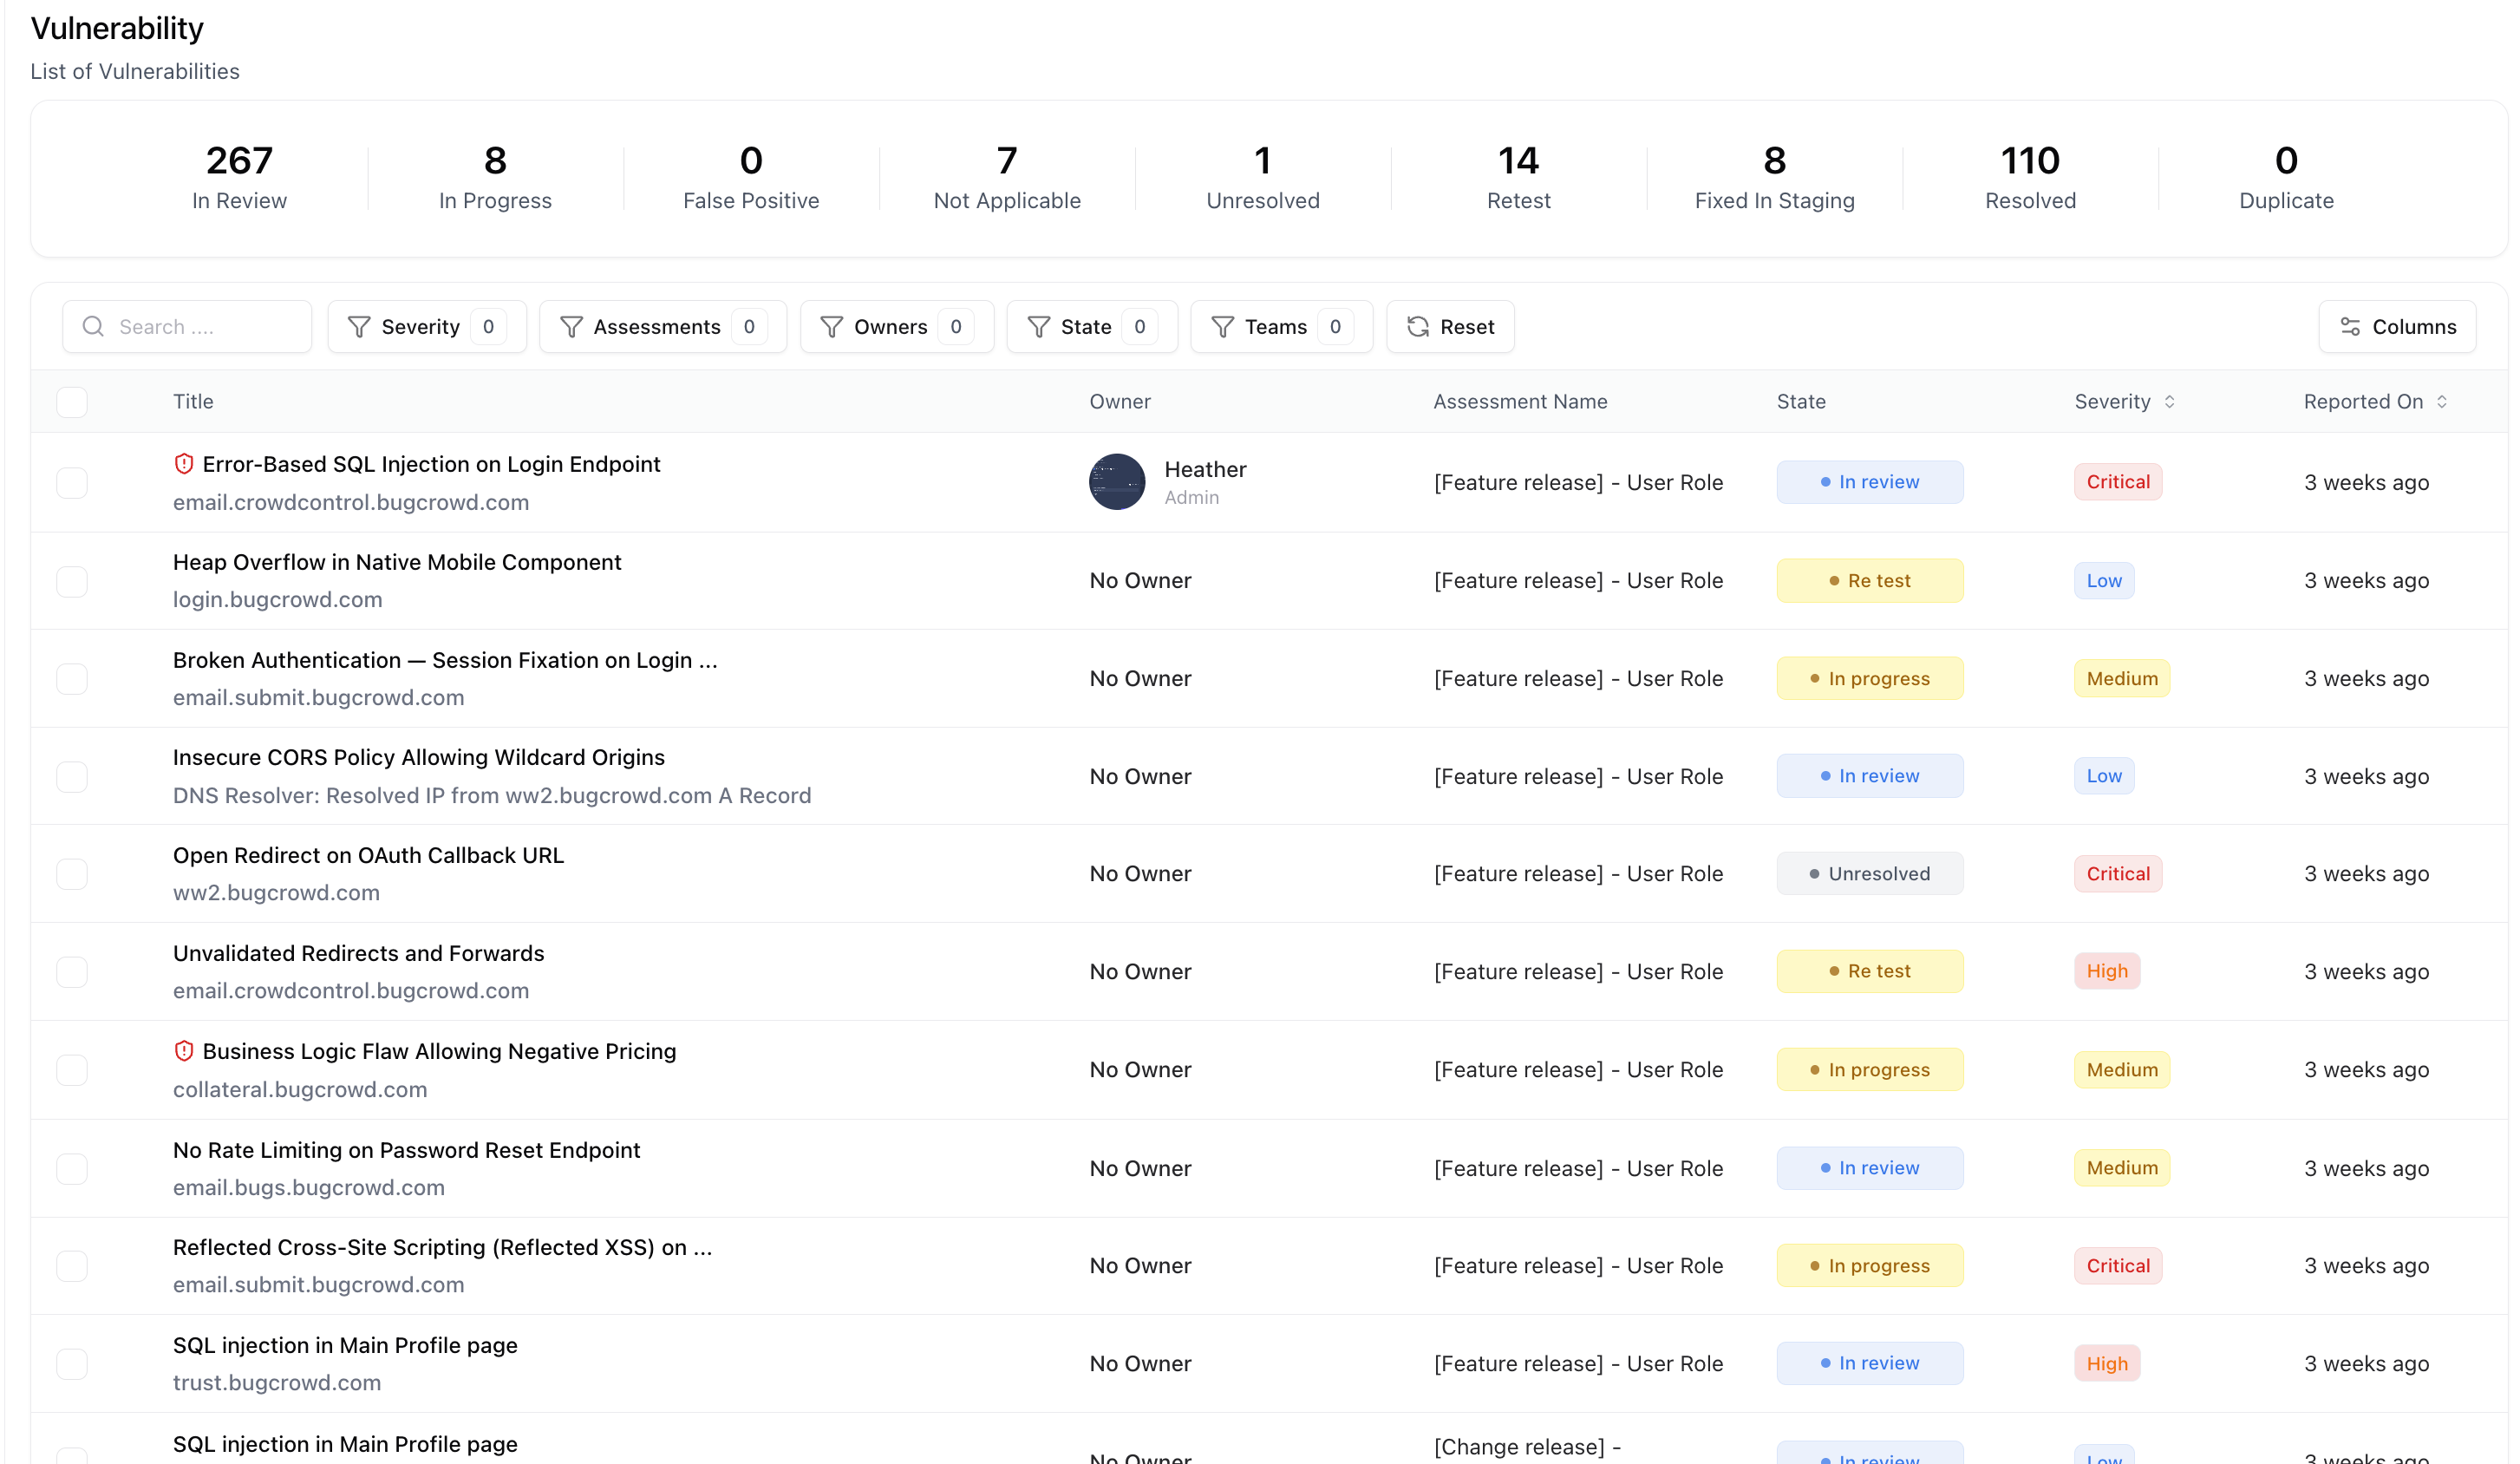 Vulnerability
List of Vulnerabilities
267 8 0 7 1 14 8 110 0
In Review In Progress False Positive Not Applicable Unresolved Retest Fixed In Staging Resolved Duplicate
Search .... Severity 0 Assessments 0 Owners 0 State 0 Teams 0 Reset Columns
Title Owner Assessment Name State Severity Reported On
Error-Based SQL Injection on Login Endpoint
email.crowdcontrol.bugcrowd.com
Heather
Admin
[Feature release] - User Role In review Critical 3 weeks ago
Heap Overflow in Native Mobile Component
login.bugcrowd.com
No Owner [Feature release] - User Role Re test Low 3 weeks ago
Broken Authentication — Session Fixation on Login ...
email.submit.bugcrowd.com
No Owner [Feature release] - User Role In progress Medium 3 weeks ago
Insecure CORS Policy Allowing Wildcard Origins
DNS Resolver: Resolved IP from ww2.bugcrowd.com A Record
No Owner [Feature release] - User Role In review Low 3 weeks ago
Open Redirect on OAuth Callback URL
ww2.bugcrowd.com
No Owner [Feature release] - User Role Unresolved Critical 3 weeks ago
Unvalidated Redirects and Forwards
email.crowdcontrol.bugcrowd.com
No Owner [Feature release] - User Role Re test High 3 weeks ago
Business Logic Flaw Allowing Negative Pricing
collateral.bugcrowd.com
No Owner [Feature release] - User Role In progress Medium 3 weeks ago
No Rate Limiting on Password Reset Endpoint
email.bugs.bugcrowd.com
No Owner [Feature release] - User Role In review Medium 3 weeks ago
Reflected Cross-Site Scripting (Reflected XSS) on ...
email.submit.bugcrowd.com
No Owner [Feature release] - User Role In progress Critical 3 weeks ago
SQL injection in Main Profile page
trust.bugcrowd.com
No Owner [Feature release] - User Role In review High 3 weeks ago
SQL injection in Main Profile page
[Change release] -
No Owner In review Low 3 weeks ago